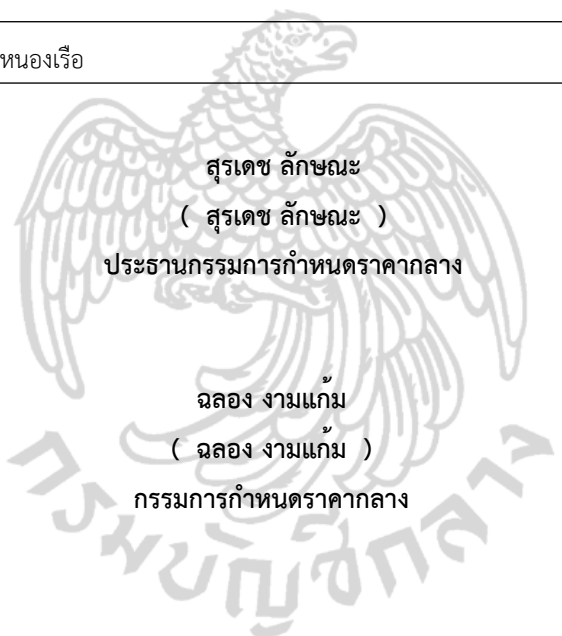 หนองเรือ
สุรเดช ลักษณะ
( สุรเดช ลักษณะ )
ประธานกรรมการกำหนดราคากลาง
ฉลอง งามแก้ม
( ฉลอง งามแก้ม )
กรรมการกำหนดราคากลาง
กรมบัญชีกลาง